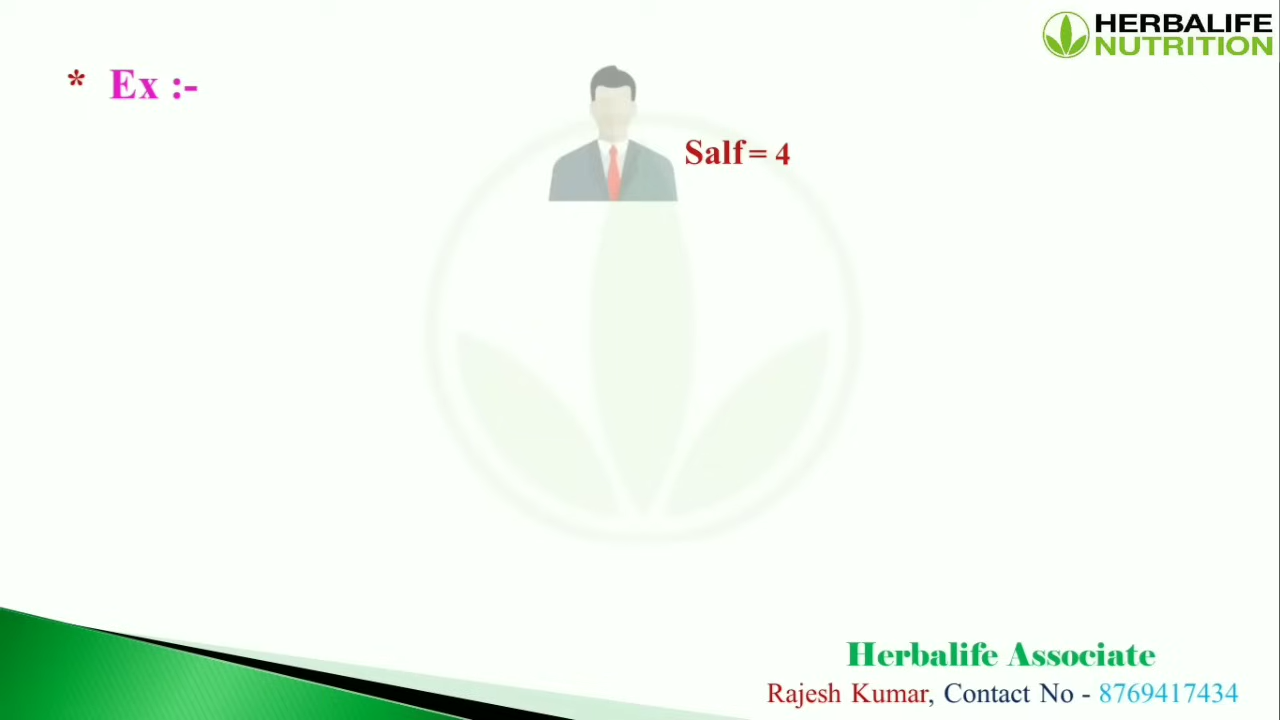 HERBALIFE
NUTRITION
* Ex :-
Salf = 4
Herbalife Associate
Rajesh Kumar, Contact No - 8769417434